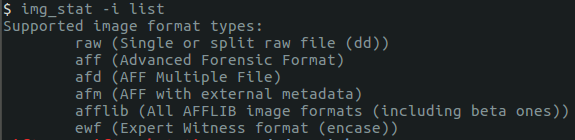 $ img_stat -i list
Supported image format types:
raw (Single or split raw file (dd))
aff (Advanced Forensic Format)
afd (AFF Multiple File)
afm (AFF with external metadata)
afflib (All AFFLIB image formats (including beta ones))
ewf (Expert Witness format (encase))